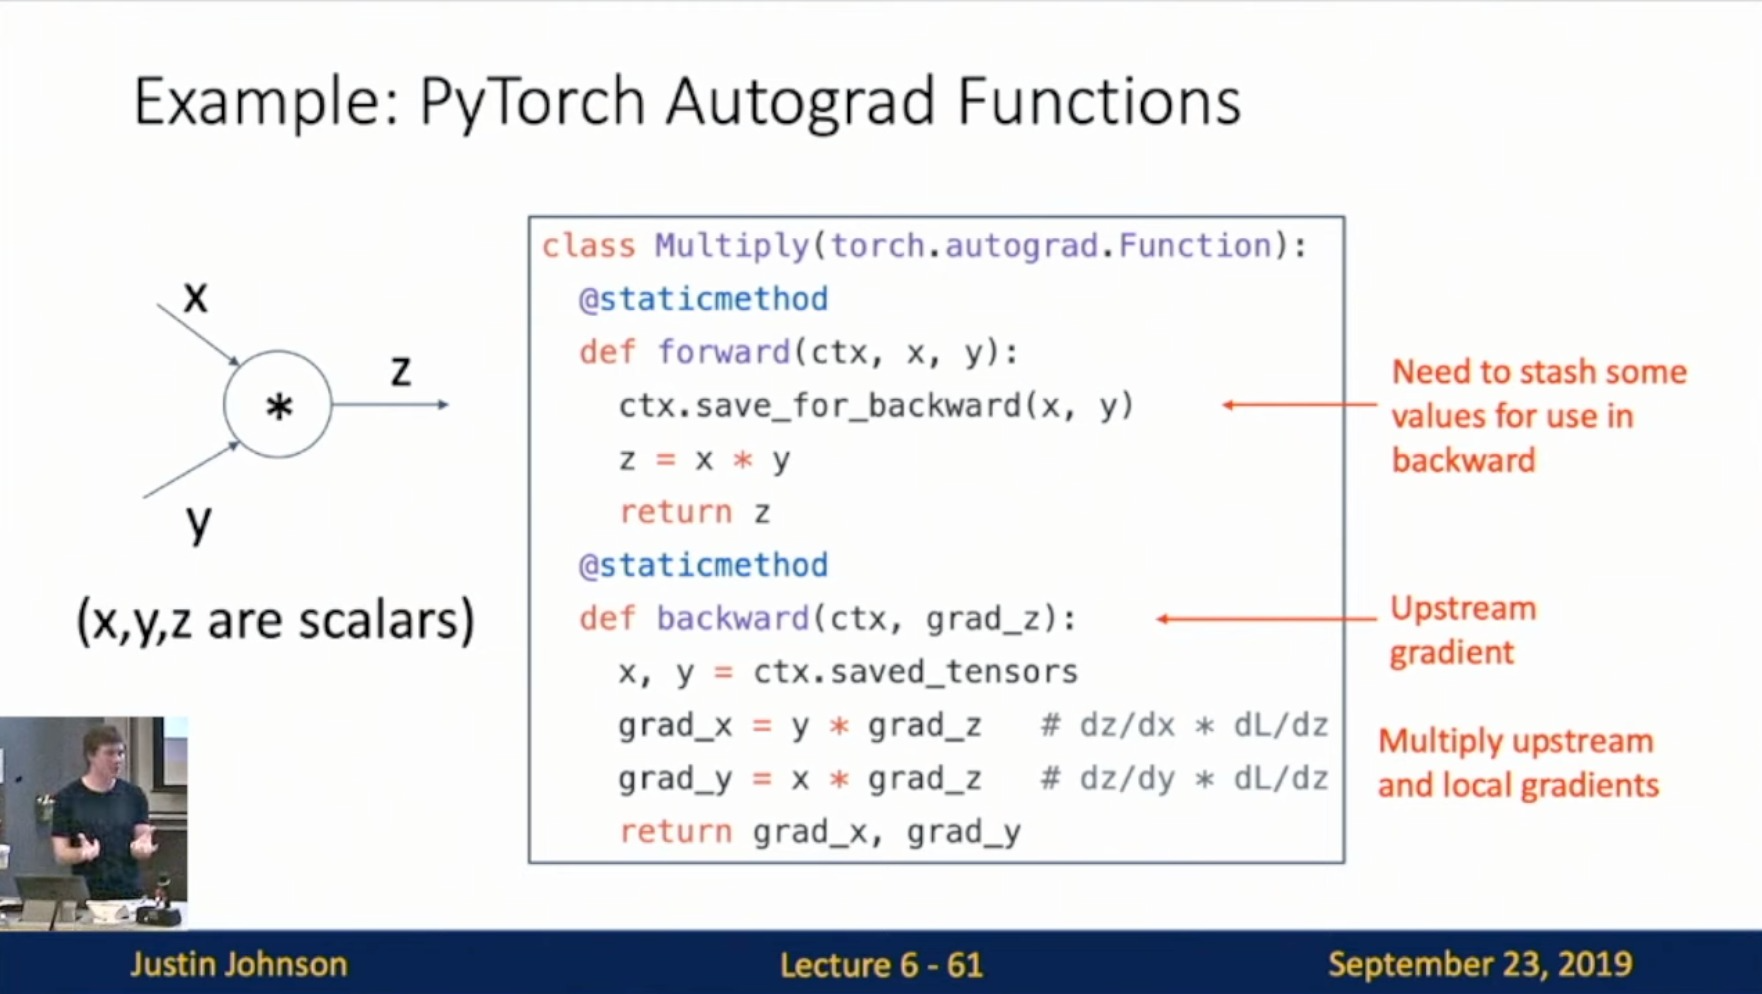 Example: PyTorch Autograd Functions
x
y
*
z
(x,y,z are scalars)
class Multiply(torch.autograd.Function):
@staticmethod
def forward(ctx, x, y):
ctx.save_for_backward(x, y)
z = x * y
return z
@staticmethod
def backward(ctx, grad_z):
x, y = ctx.saved_tensors
grad_x = y * grad_z # dz/dx * dL/dz
grad_y = x * grad_z # dz/dy * dL/dz
return grad_x, grad_y
Need to stash some
values for use in
backward
Upstream
gradient
Multiply upstream
and local gradients
Justin Johnson
Lecture 6 - 61
September 23, 2019